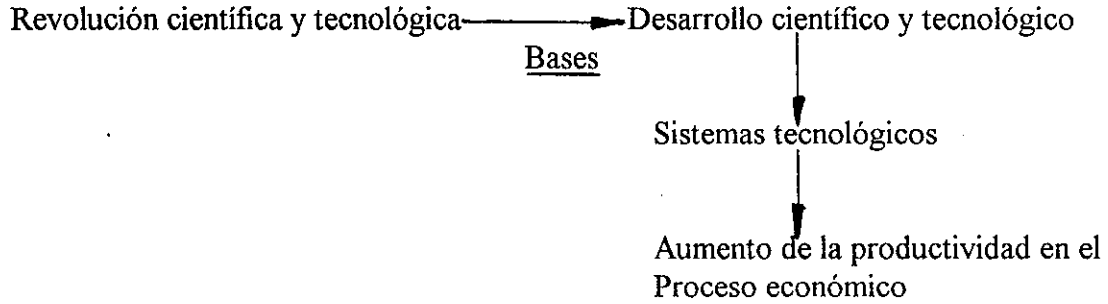 Revolución científica y tecnológica Desarrollo científico y tecnológico
Bases
Sistemas tecnológicos
Aumento de la productividad en el
Proceso económico